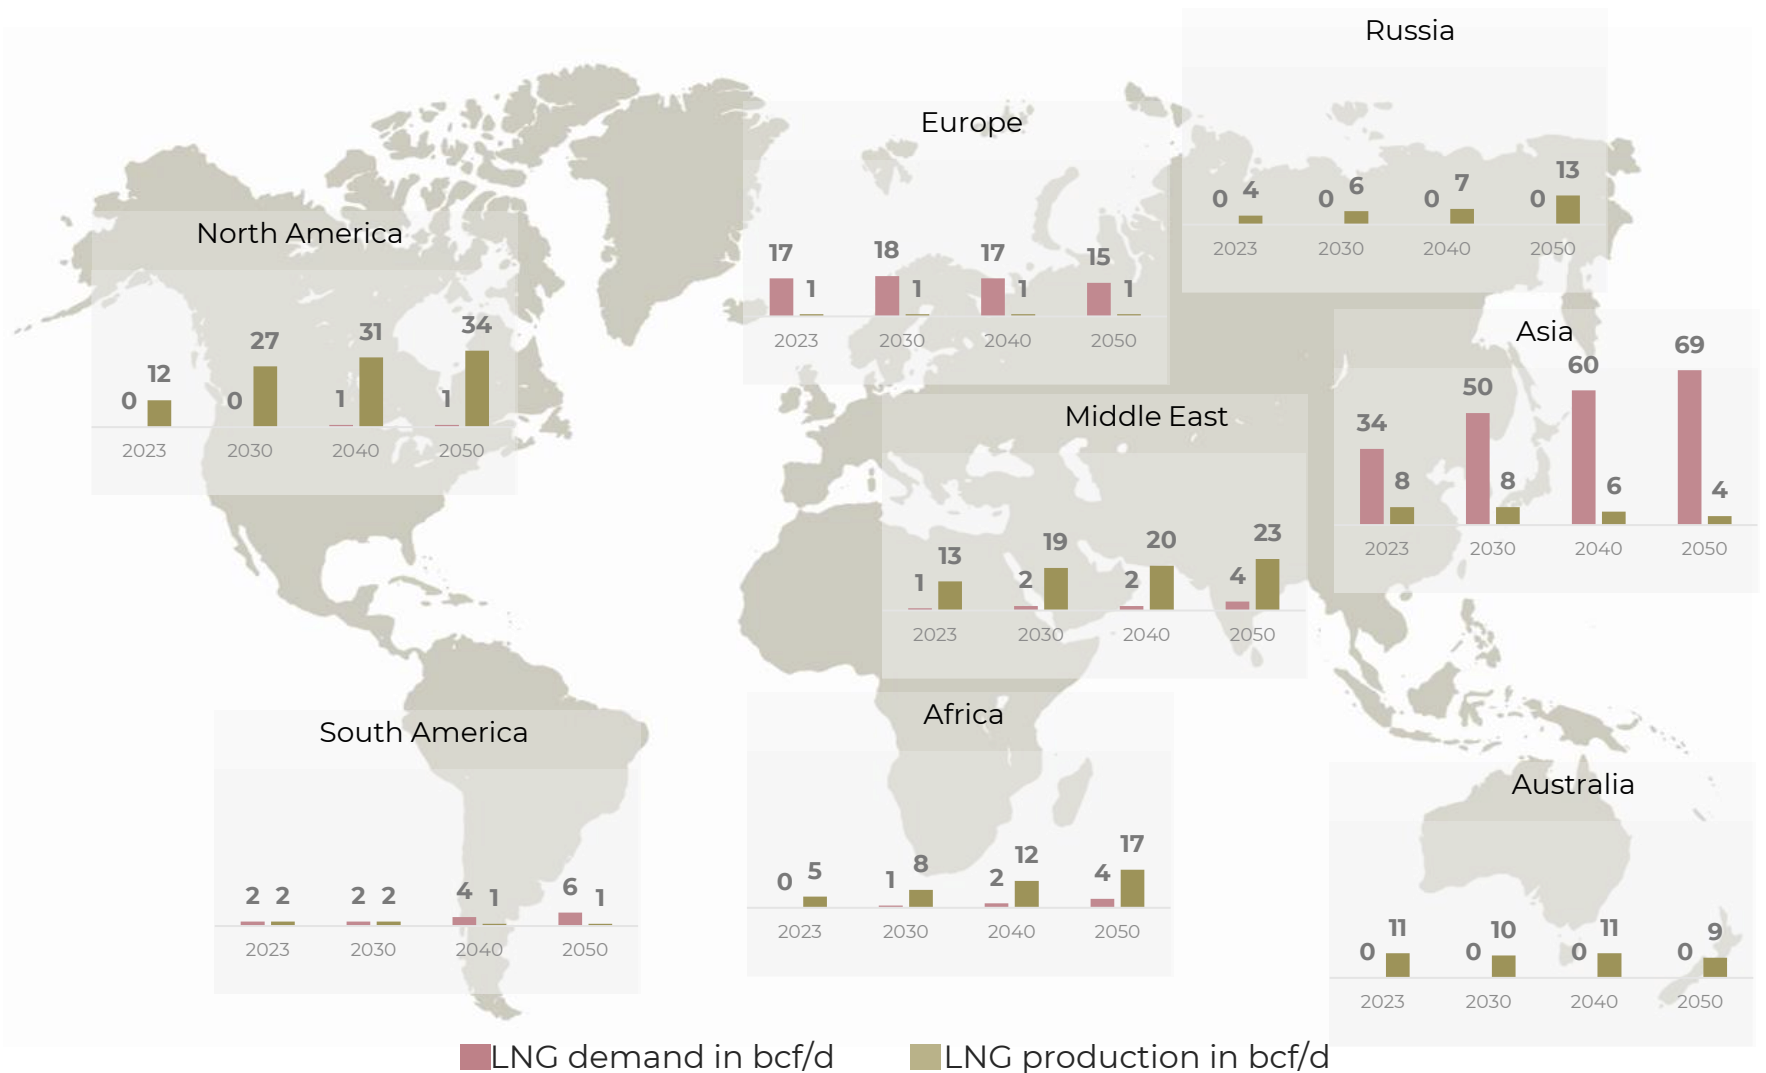 Russia
0 4 0 6 0 7 0 13
2023 2030 2040 2050
Europe
17 1 18 1 17 1 15 1
2023 2030 2040 2050
North America
0 12 0 27 1 31 1 34
2023 2030 2040 2050
Asia
34 8 50 8 60 6 69 4
2023 2030 2040 2050
Middle East
1 13 2 19 2 20 4 23
2023 2030 2040 2050
South America
2 2 2 2 4 1 6 1
2023 2030 2040 2050
Africa
0 5 1 8 2 12 4 17
2023 2030 2040 2050
Australia
0 11 0 10 0 11 0 9
2023 2030 2040 2050
LNG demand in bcf/d LNG production in bcf/d